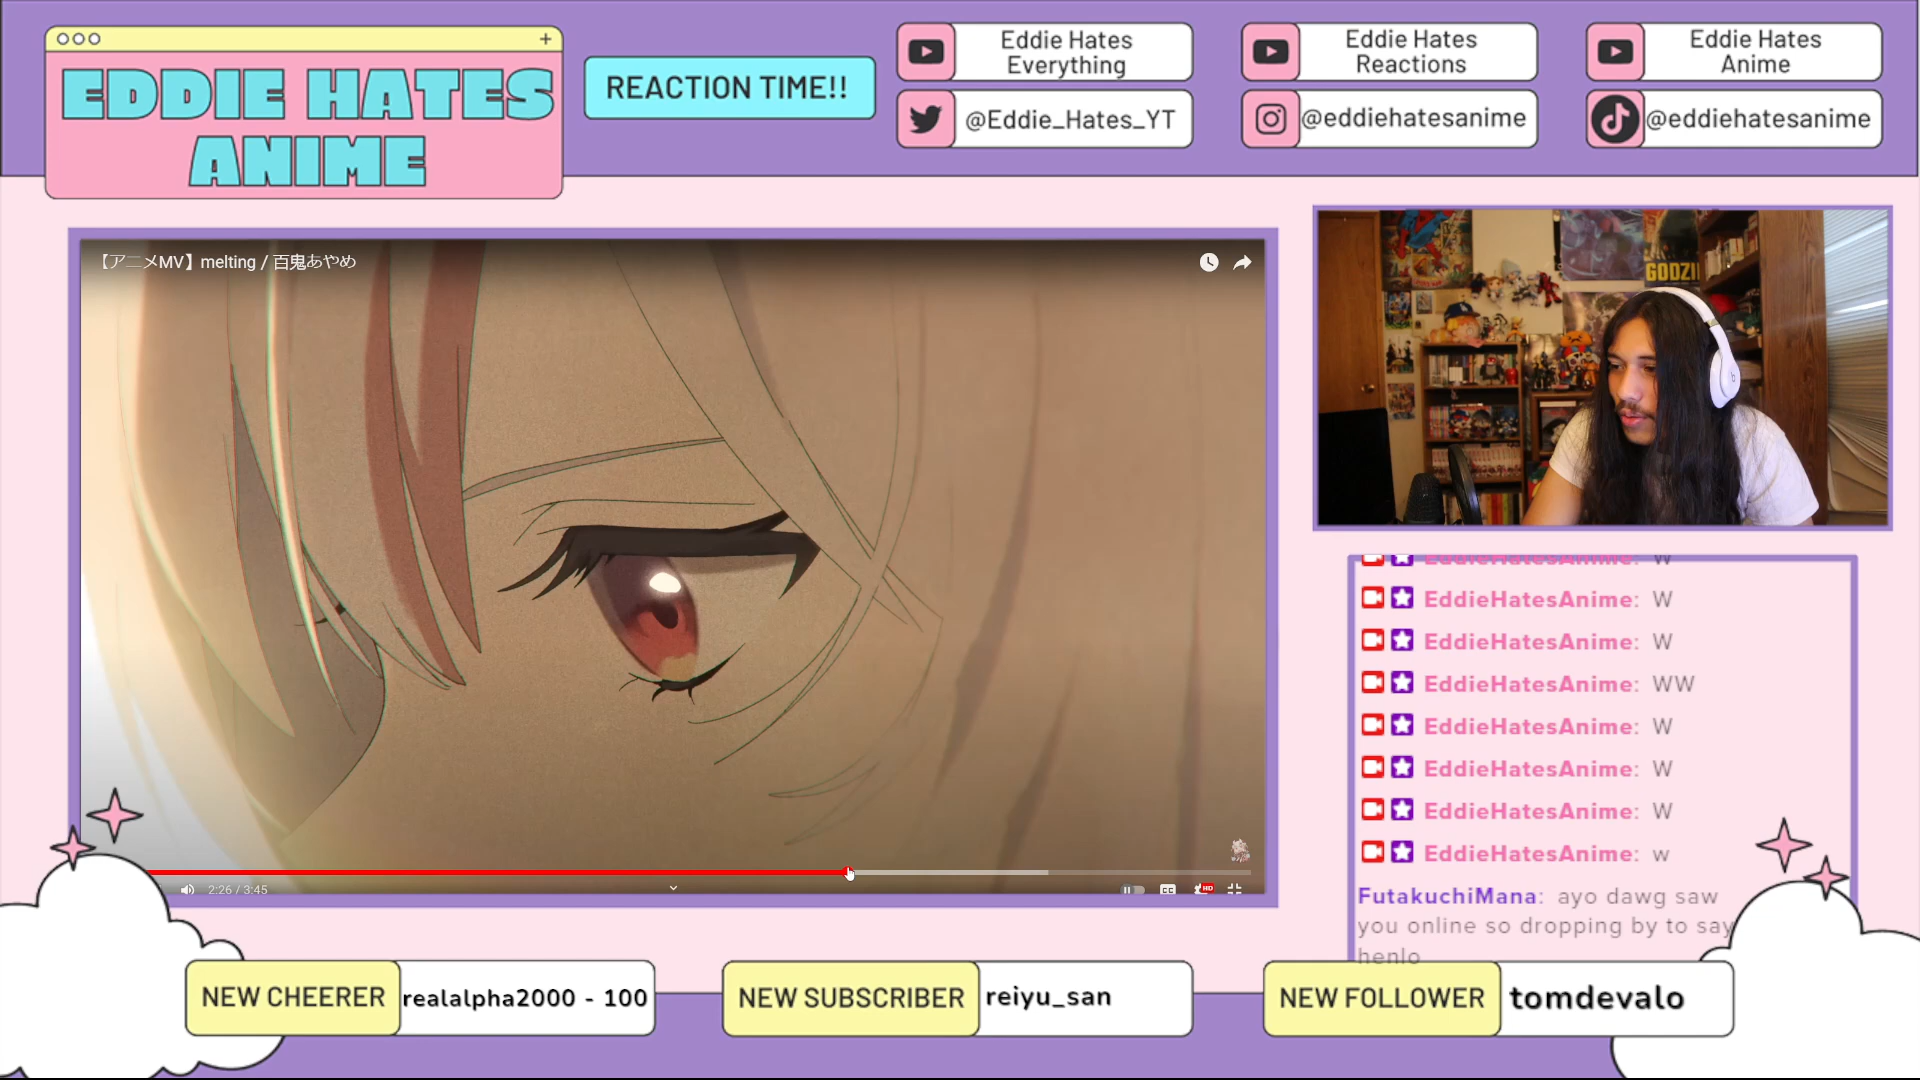 EDDIE HATES
ANIME
REACTION TIME!!
Eddie Hates
Everything
Eddie Hates
Reactions
Eddie Hates
Anime
@Eddie_Hates_YT
@eddiehatesanime
@eddiehatesanime
【アニメMV】melting / 百鬼あやめ
GODZI
2:26 / 3:45
CC
HD
EddieHatesAnime: W
EddieHatesAnime: W
EddieHatesAnime: W
EddieHatesAnime: WW
EddieHatesAnime: W
EddieHatesAnime: W
EddieHatesAnime: W
EddieHatesAnime: w
FutakuchiMana: ayo dawg saw
you online so dropping by to say
henlo
NEW CHEERER realalpha2000 - 100
NEW SUBSCRIBER reiyu_san
NEW FOLLOWER tomdevalo